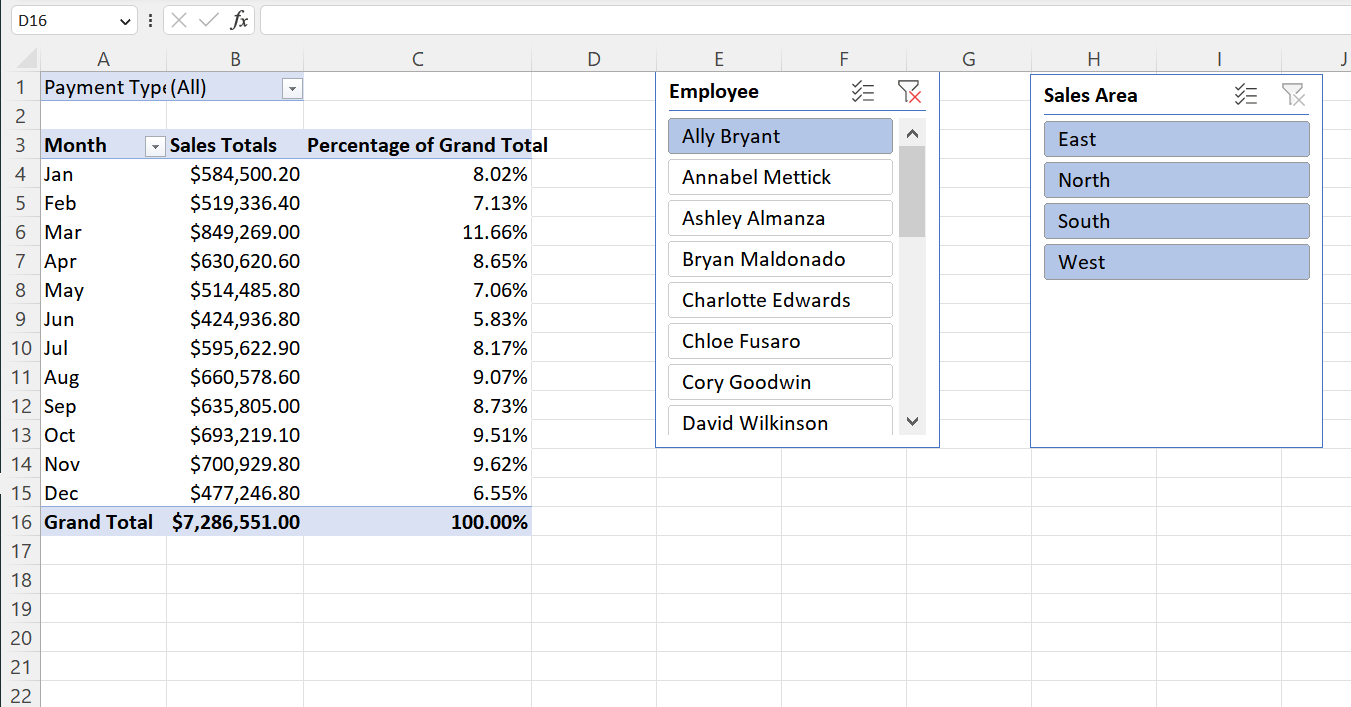 D16 fx
A B C D E F G H I J
1 Payment Type (All)
2
3 Month Sales Totals Percentage of Grand Total
4 Jan $584,500.20 8.02%
5 Feb $519,336.40 7.13%
6 Mar $849,269.00 11.66%
7 Apr $630,620.60 8.65%
8 May $514,485.80 7.06%
9 Jun $424,936.80 5.83%
10 Jul $595,622.90 8.17%
11 Aug $660,578.60 9.07%
12 Sep $635,805.00 8.73%
13 Oct $693,219.10 9.51%
14 Nov $700,929.80 9.62%
15 Dec $477,246.80 6.55%
16 Grand Total $7,286,551.00 100.00%
17
18
19
20
21
22
Employee
Ally Bryant
Annabel Mettick
Ashley Almanza
Bryan Maldonado
Charlotte Edwards
Chloe Fusaro
Cory Goodwin
David Wilkinson
Sales Area
East
North
South
West